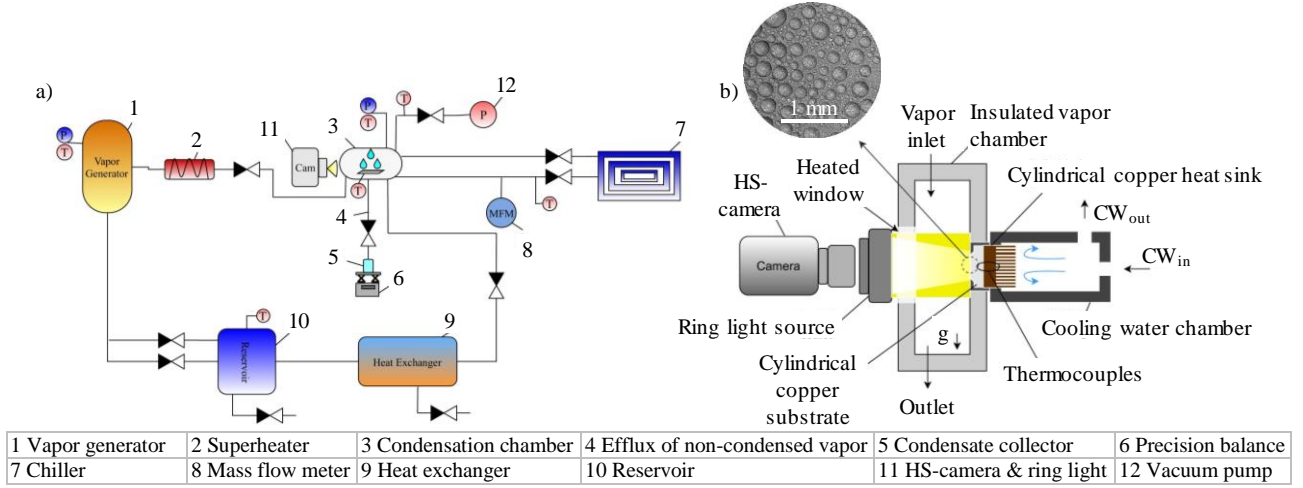 a)
1
P
T
Vapor
Generator
2
11
Cam
3
P
T
T
T
12
P
7
4
MFM
T
8
5
6
T
10
Reservoir
9
Heat Exchanger
b)
1 mm
Vapor
inlet
Insulated vapor
chamber
Heated
window
HS-
camera
Cylindrical copper heat sink
CWout
CWin
Camera
Ring light source
g
Cooling water chamber
Cylindrical
copper
substrate
Thermocouples
Outlet
1 Vapor generator 2 Superheater 3 Condensation chamber 4 Efflux of non-condensed vapor 5 Condensate collector 6 Precision balance
7 Chiller 8 Mass flow meter 9 Heat exchanger 10 Reservoir 11 HS-camera & ring light 12 Vacuum pump